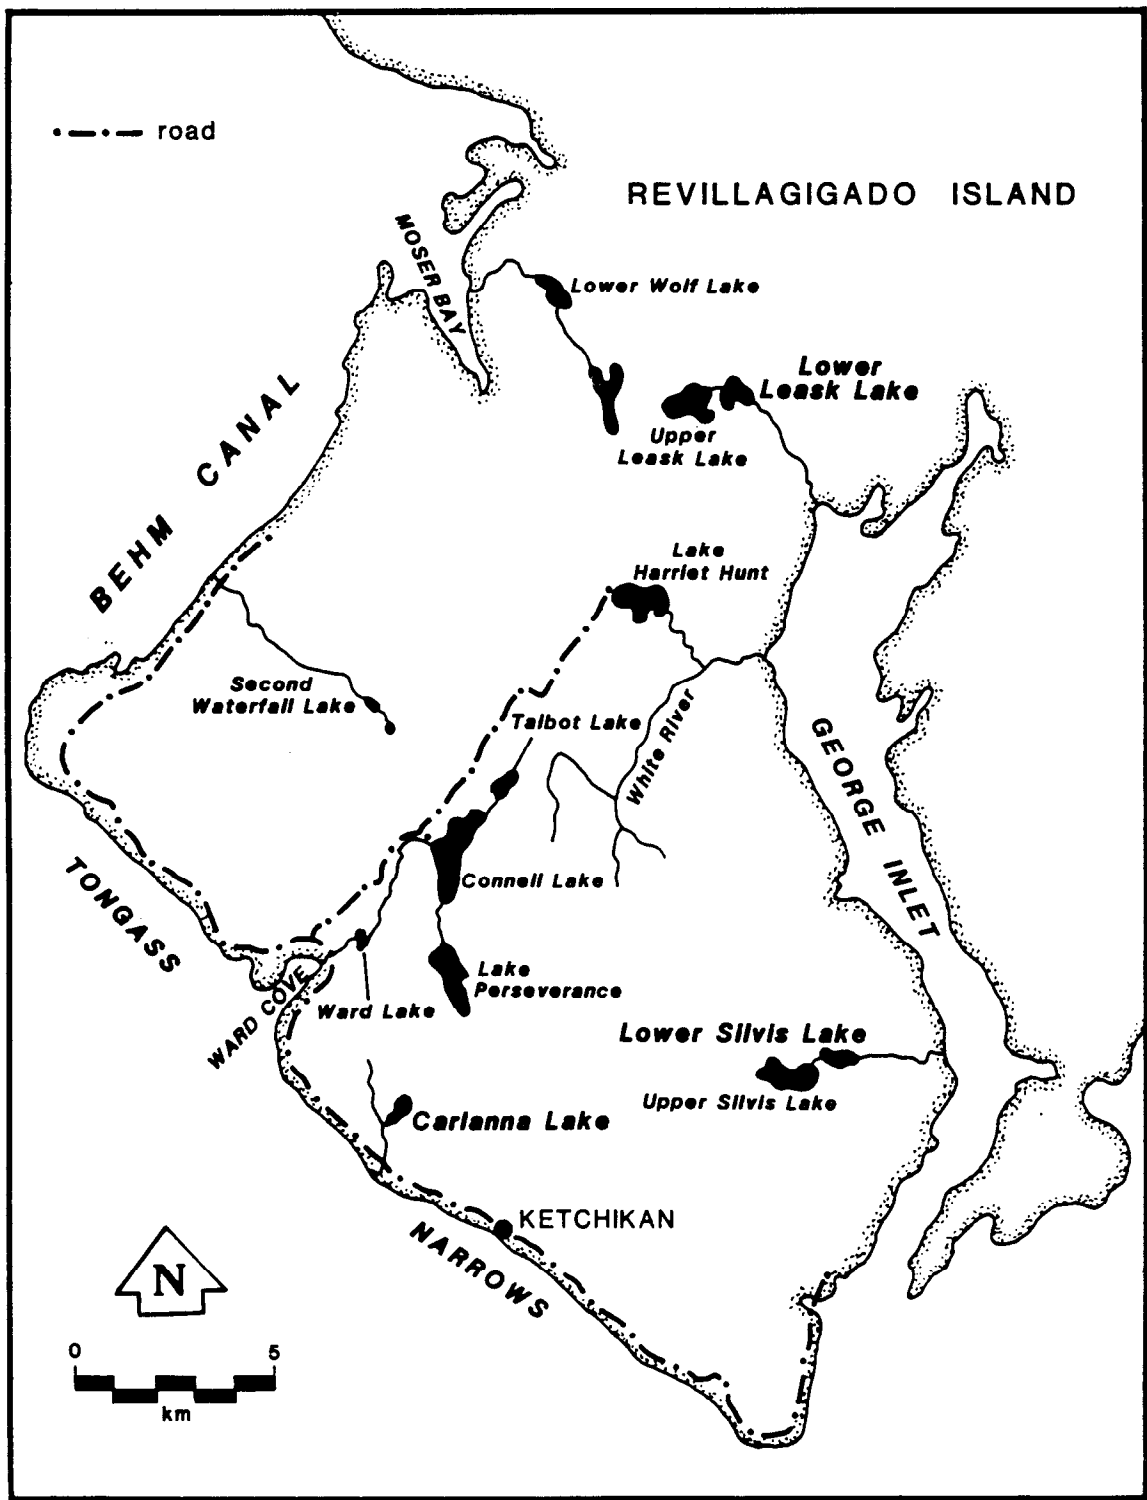 road
REVILLAGIGADO ISLAND
MOSER BAY
Lower Wolf Lake
Lower
Leask Lake
Upper
Leask Lake
BEHM CANAL
Lake
Harriet Hunt
Second
Waterfall Lake
Talbot Lake
White River
GEORGE INLET
TONGASS
Connell Lake
Lake
Perseverance
WARD COVE
Ward Lake
Lower Silvis Lake
Upper Silvis Lake
Carlanna Lake
KETCHIKAN
NARROWS
N
0 5
km